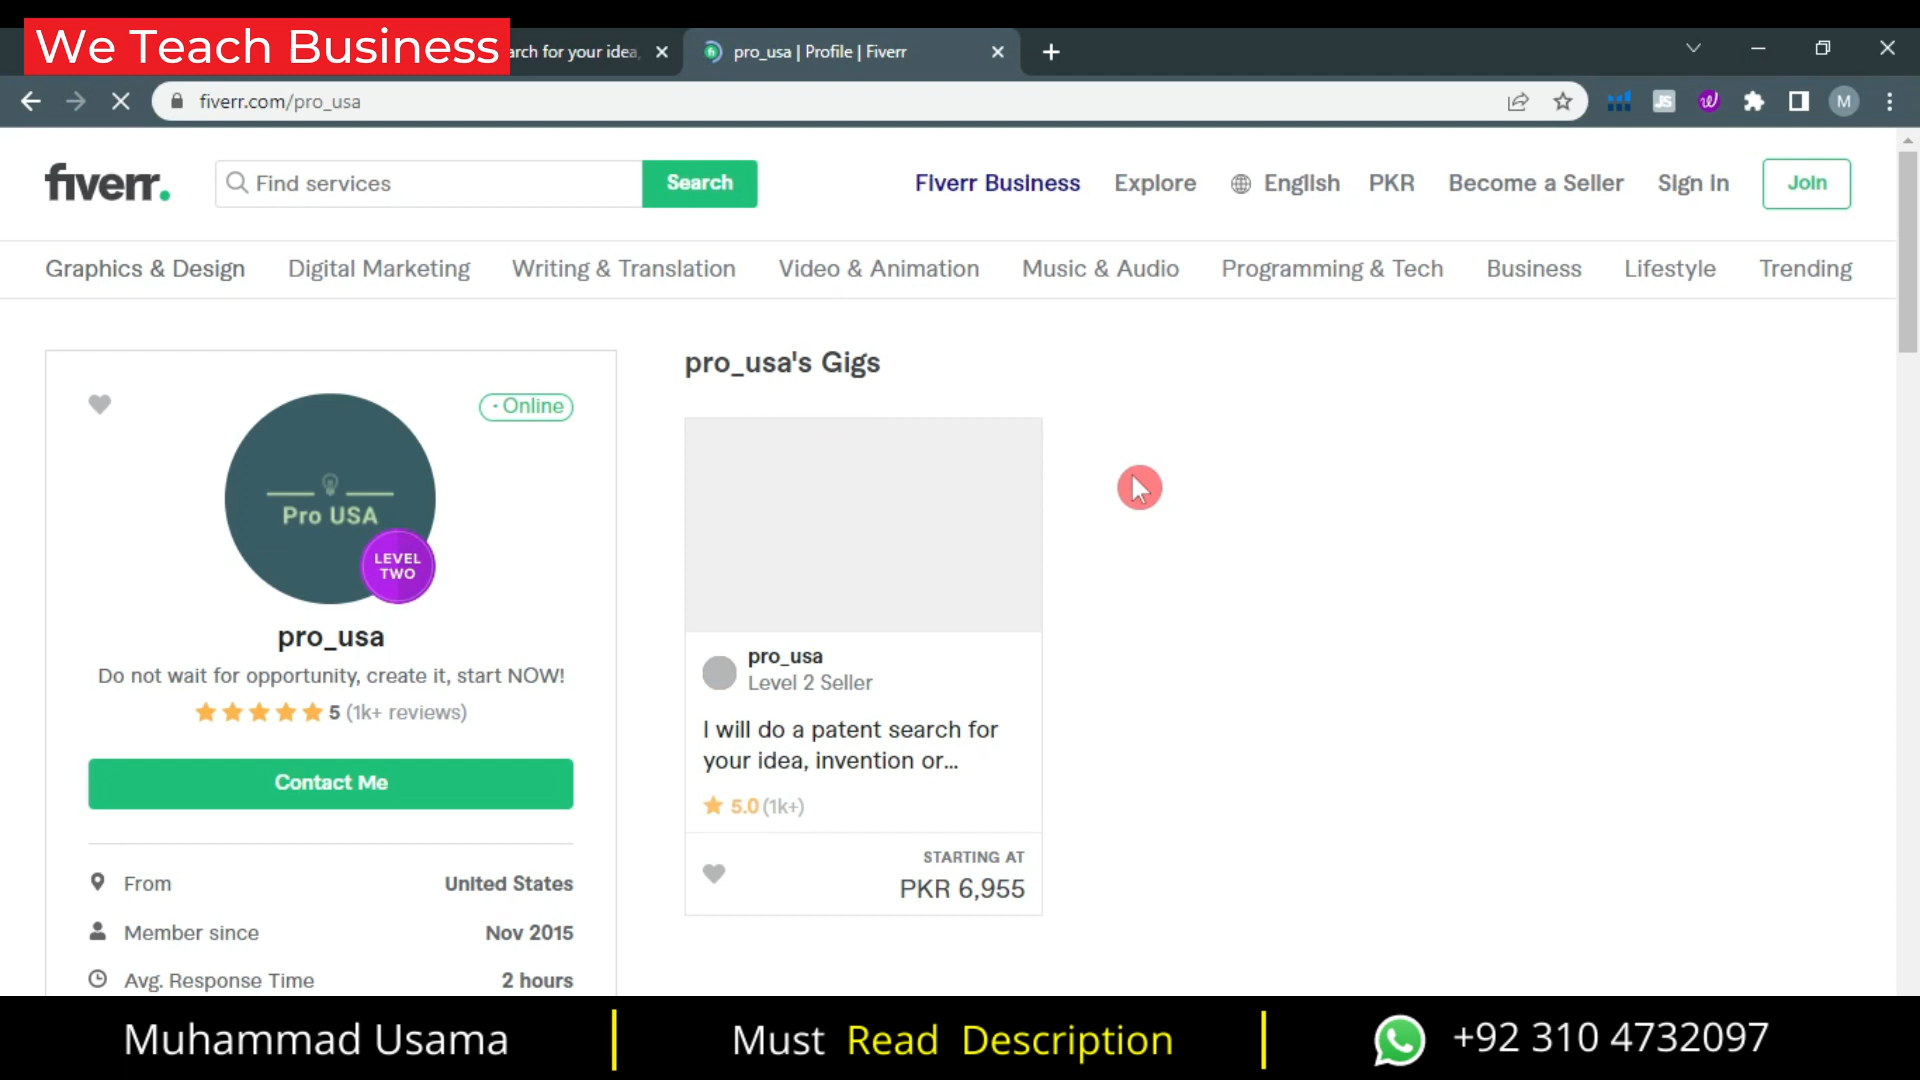 We Teach Business
arch for your idea,
pro_usa | Profile | Fiverr
fiverr.com/pro_usa
JS
M
fiverr.
Find services
Search
Fiverr Business
Explore
English
PKR
Become a Seller
Sign In
Join
Graphics & Design
Digital Marketing
Writing & Translation
Video & Animation
Music & Audio
Programming & Tech
Business
Lifestyle
Trending
Online
Pro USA
LEVEL
TWO
pro_usa
Do not wait for opportunity, create it, start NOW!
5 (1k+ reviews)
Contact Me
From United States
Member since Nov 2015
Avg. Response Time 2 hours
pro_usa's Gigs
pro_usa
Level 2 Seller
I will do a patent search for
your idea, invention or...
5.0 (1k+)
STARTING AT
PKR 6,955
Muhammad Usama
Must Read Description
+92 310 4732097